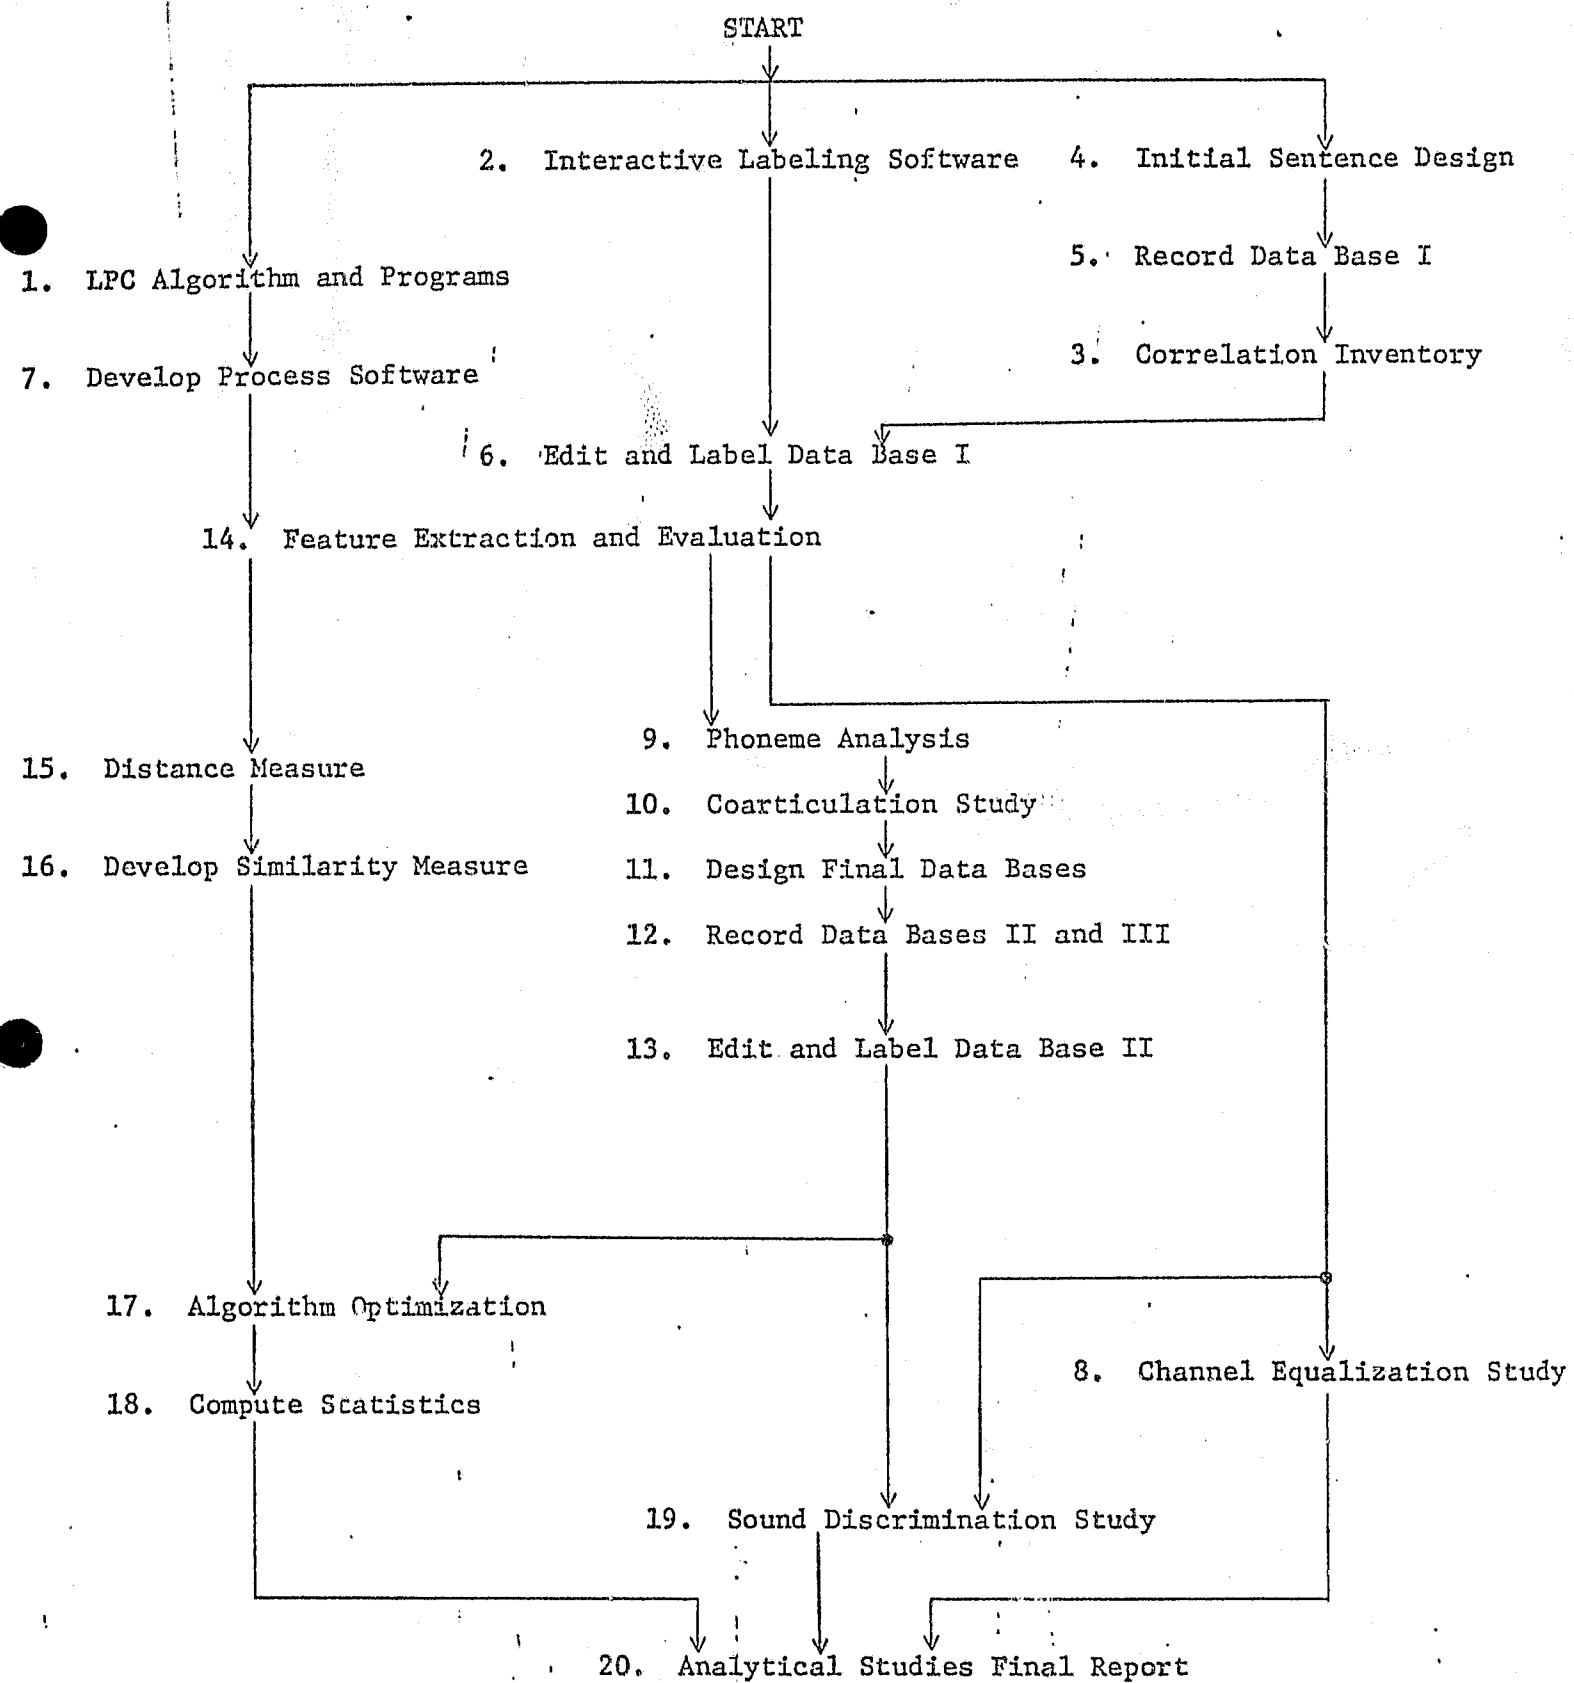 START
2. Interactive Labeling Software
4. Initial Sentence Design
5. Record Data Base I
1. LPC Algorithm and Programs
3. Correlation Inventory
7. Develop Process Software
6. Edit and Label Data Base I
14. Feature Extraction and Evaluation
9. Phoneme Analysis
15. Distance Measure
10. Coarticulation Study
16. Develop Similarity Measure
11. Design Final Data Bases
12. Record Data Bases II and III
13. Edit and Label Data Base II
17. Algorithm Optimization
8. Channel Equalization Study
18. Compute Statistics
19. Sound Discrimination Study
20. Analytical Studies Final Report